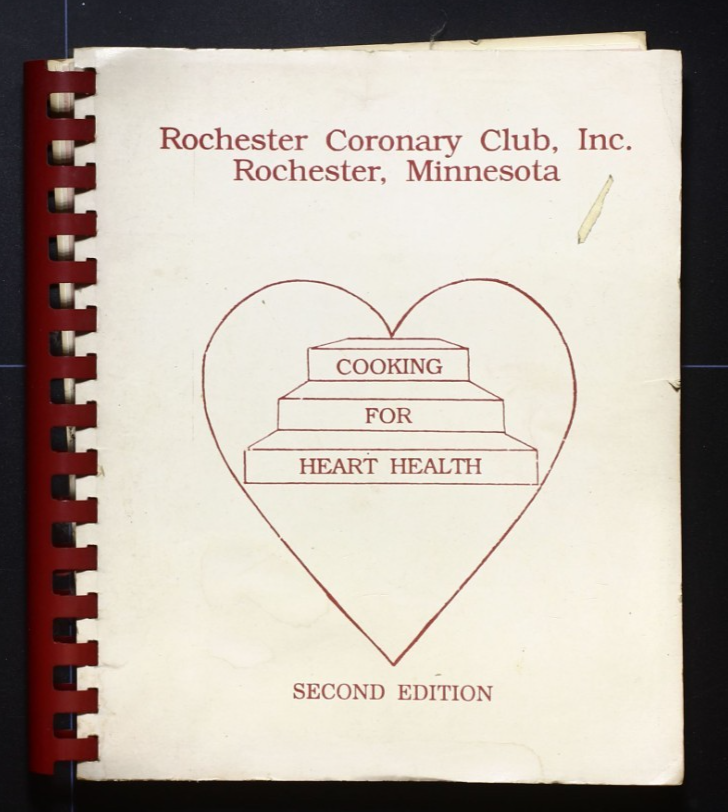 Rochester Coronary Club, Inc.
Rochester, Minnesota
COOKING
FOR
HEART HEALTH
SECOND EDITION